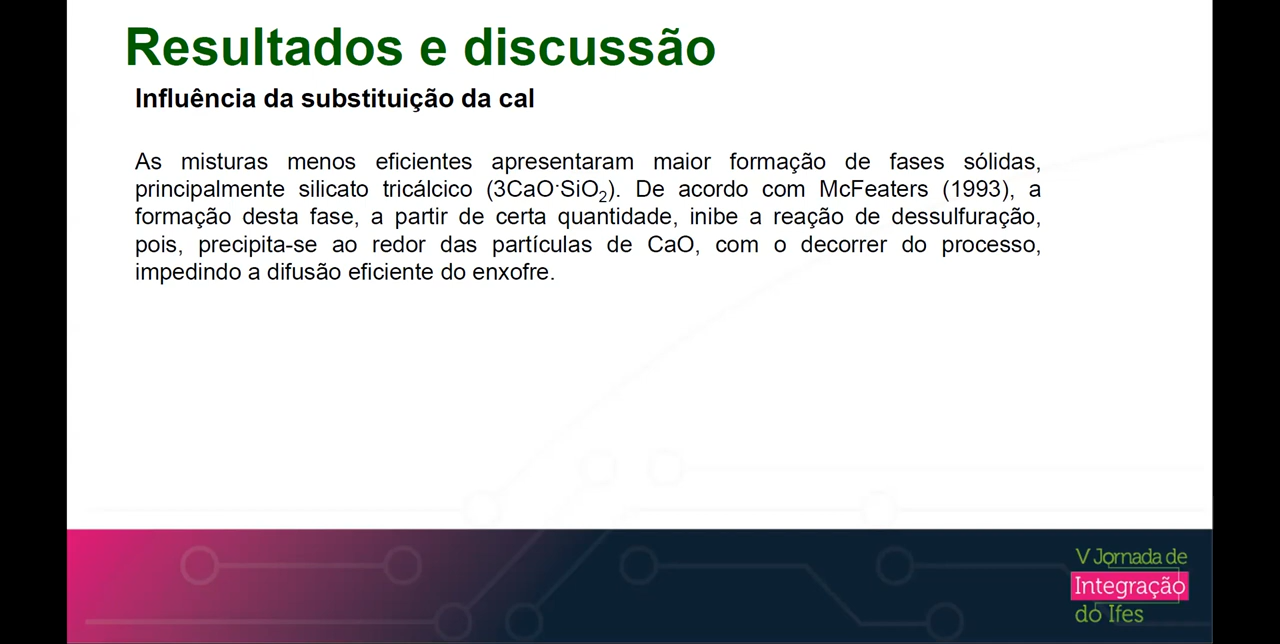 Resultados e discussão
Influência da substituição da cal
As misturas menos eficientes apresentaram maior formação de fases sólidas,
principalmente silicato tricálcico (3CaO·SiO₂). De acordo com McFeaters (1993), a
formação desta fase, a partir de certa quantidade, inibe a reação de dessulfuração,
pois, precipita-se ao redor das partículas de CaO, com o decorrer do processo,
impedindo a difusão eficiente do enxofre.
V Jornada de
Integração
do Ifes